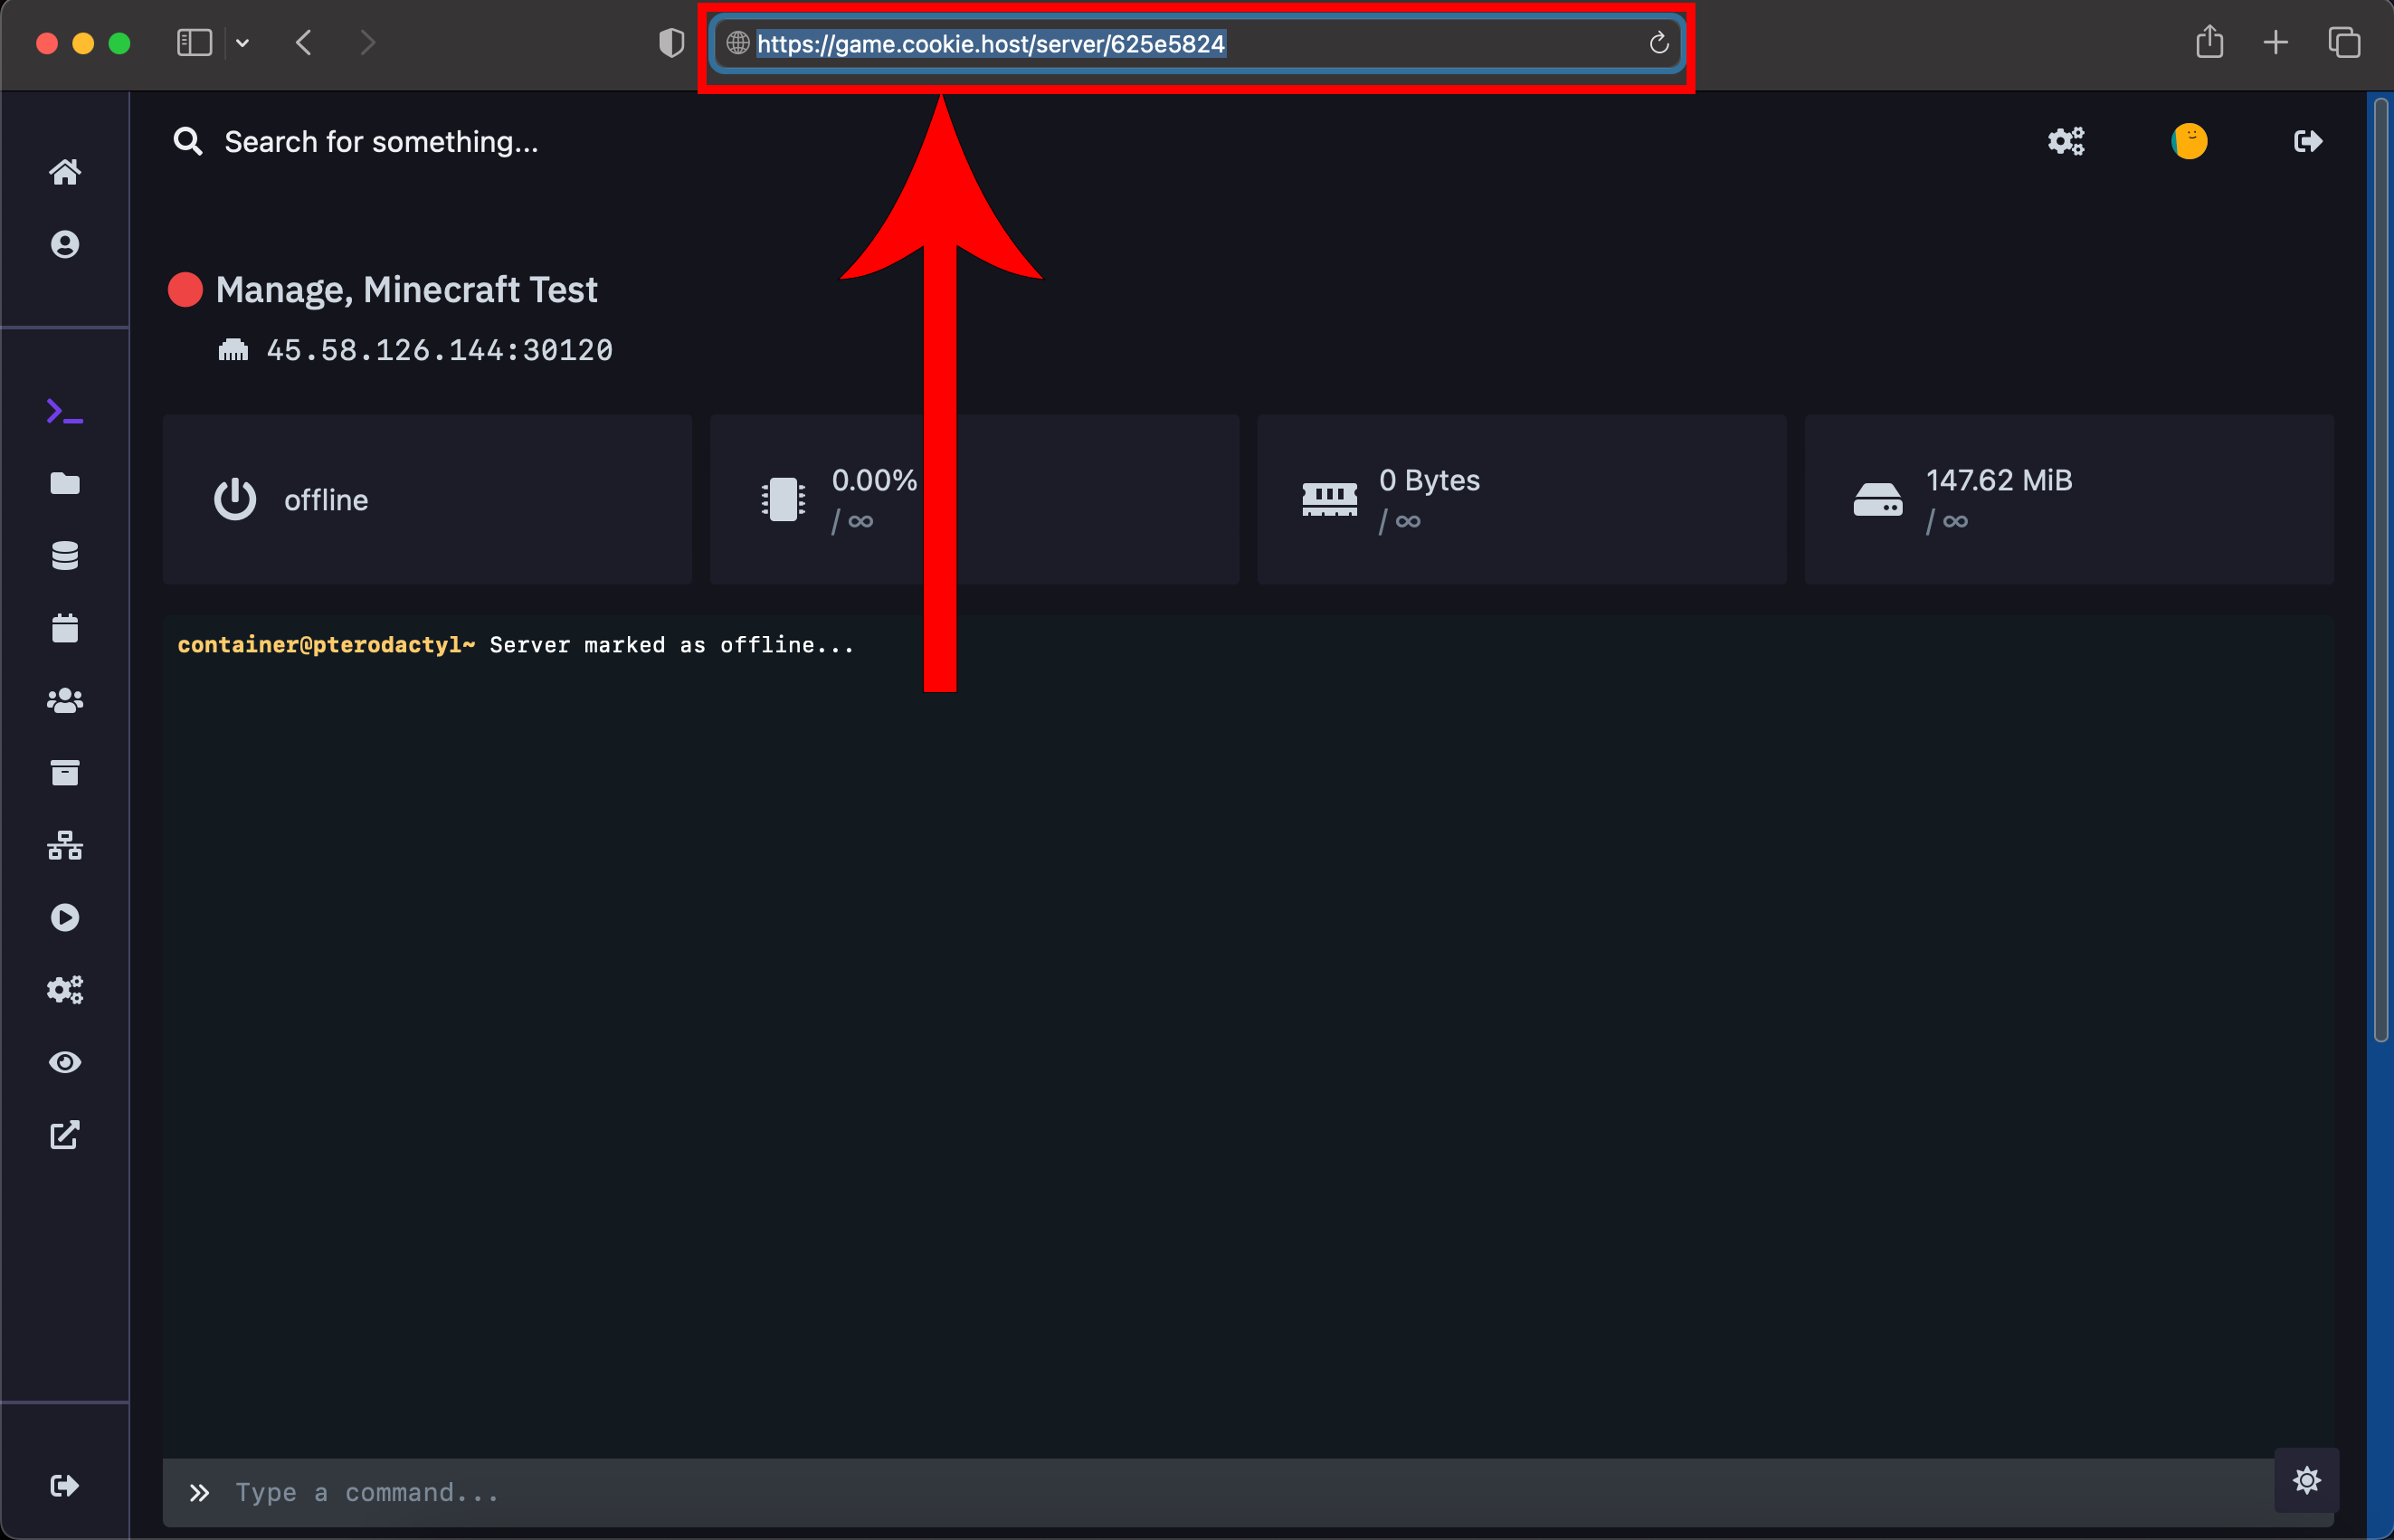 https://game.cookie.host/server/625e5824
Search for something...
Manage, Minecraft Test
45.58.126.144:30120
offline
0.00%
/ ∞
0 Bytes
/ ∞
147.62 MiB
/ ∞
container@pterodactyl~ Server marked as offline...
Type a command...